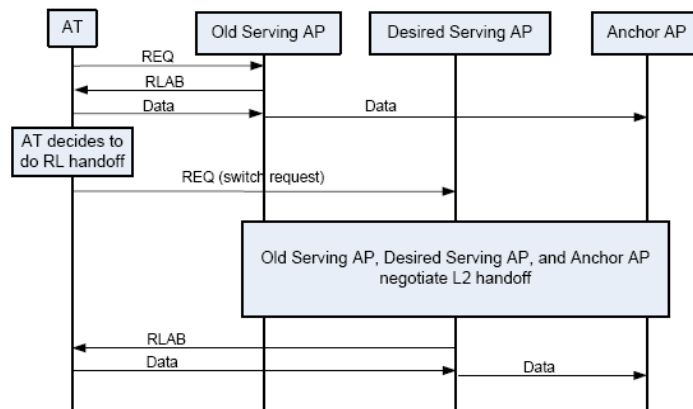 AT
Old Serving AP
Desired Serving AP
Anchor AP
REQ
RLAB
Data
Data
AT decides to
do RL handoff
REQ (switch request)
Old Serving AP, Desired Serving AP, and Anchor AP
negotiate L2 handoff
RLAB
Data
Data